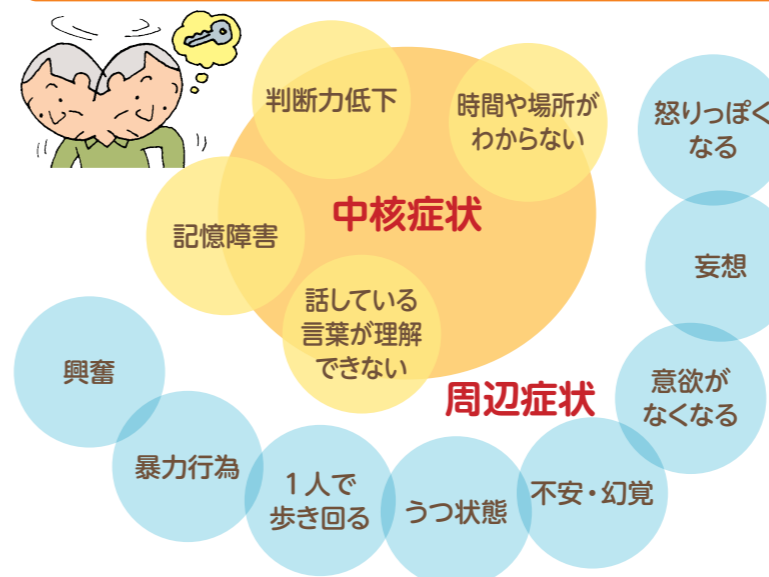 判断力低下
時間や場所が
わからない
記憶障害
中核症状
話している
言葉が理解
できない
周辺症状
怒りっぽく
なる
妄想
意欲が
なくなる
不安・幻覚
うつ状態
1人で
歩き回る
暴力行為
興奮